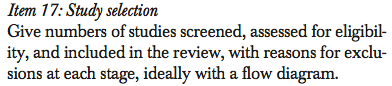 Item 17: Study selection
Give numbers of studies screened, assessed for eligibil-
ity, and included in the review, with reasons for exclu-
sions at each stage, ideally with a flow diagram.